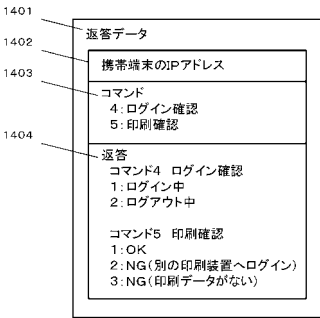 1401
返答データ
1402
携帯端末のIPアドレス
1403
コマンド
4:ログイン確認
5:印刷確認
1404
返答
コマンド4 ログイン確認
1:ログイン中
2:ログアウト中
コマンド5 印刷確認
1:OK
2:NG(別の印刷装置へログイン)
3:NG(印刷データがない)